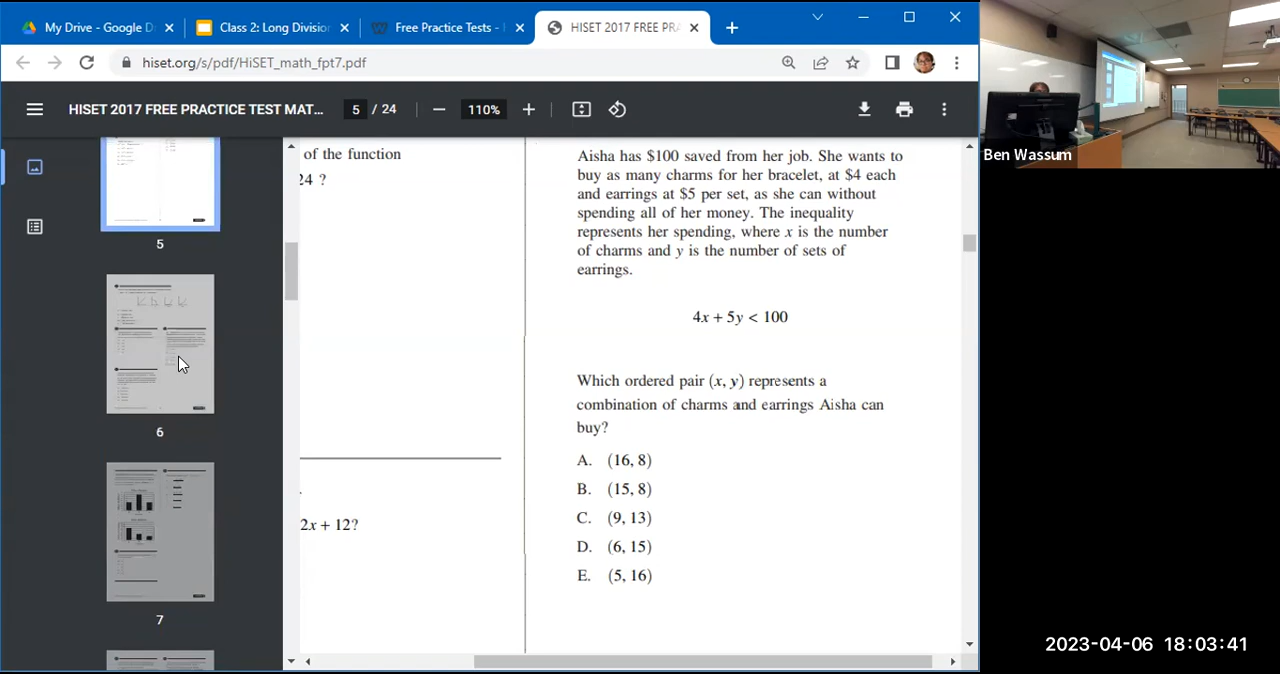 My Drive - Google D
Class 2: Long Divisio
Free Practice Tests -
HISET 2017 FREE PRA
hiset.org/s/pdf/HiSET_math_fpt7.pdf
HISET 2017 FREE PRACTICE TEST MAT...
5 / 24
110%
5
6
7
of the function
24 ?
2x + 12?
Aisha has $100 saved from her job. She wants to
buy as many charms for her bracelet, at $4 each
and earrings at $5 per set, as she can without
spending all of her money. The inequality
represents her spending, where x is the number
of charms and y is the number of sets of
earrings.
4x + 5y < 100
Which ordered pair (x, y) represents a
combination of charms and earrings Aisha can
buy?
A. (16, 8)
B. (15, 8)
C. (9, 13)
D. (6, 15)
E. (5, 16)
Ben Wassum
2023-04-06 18:03:41